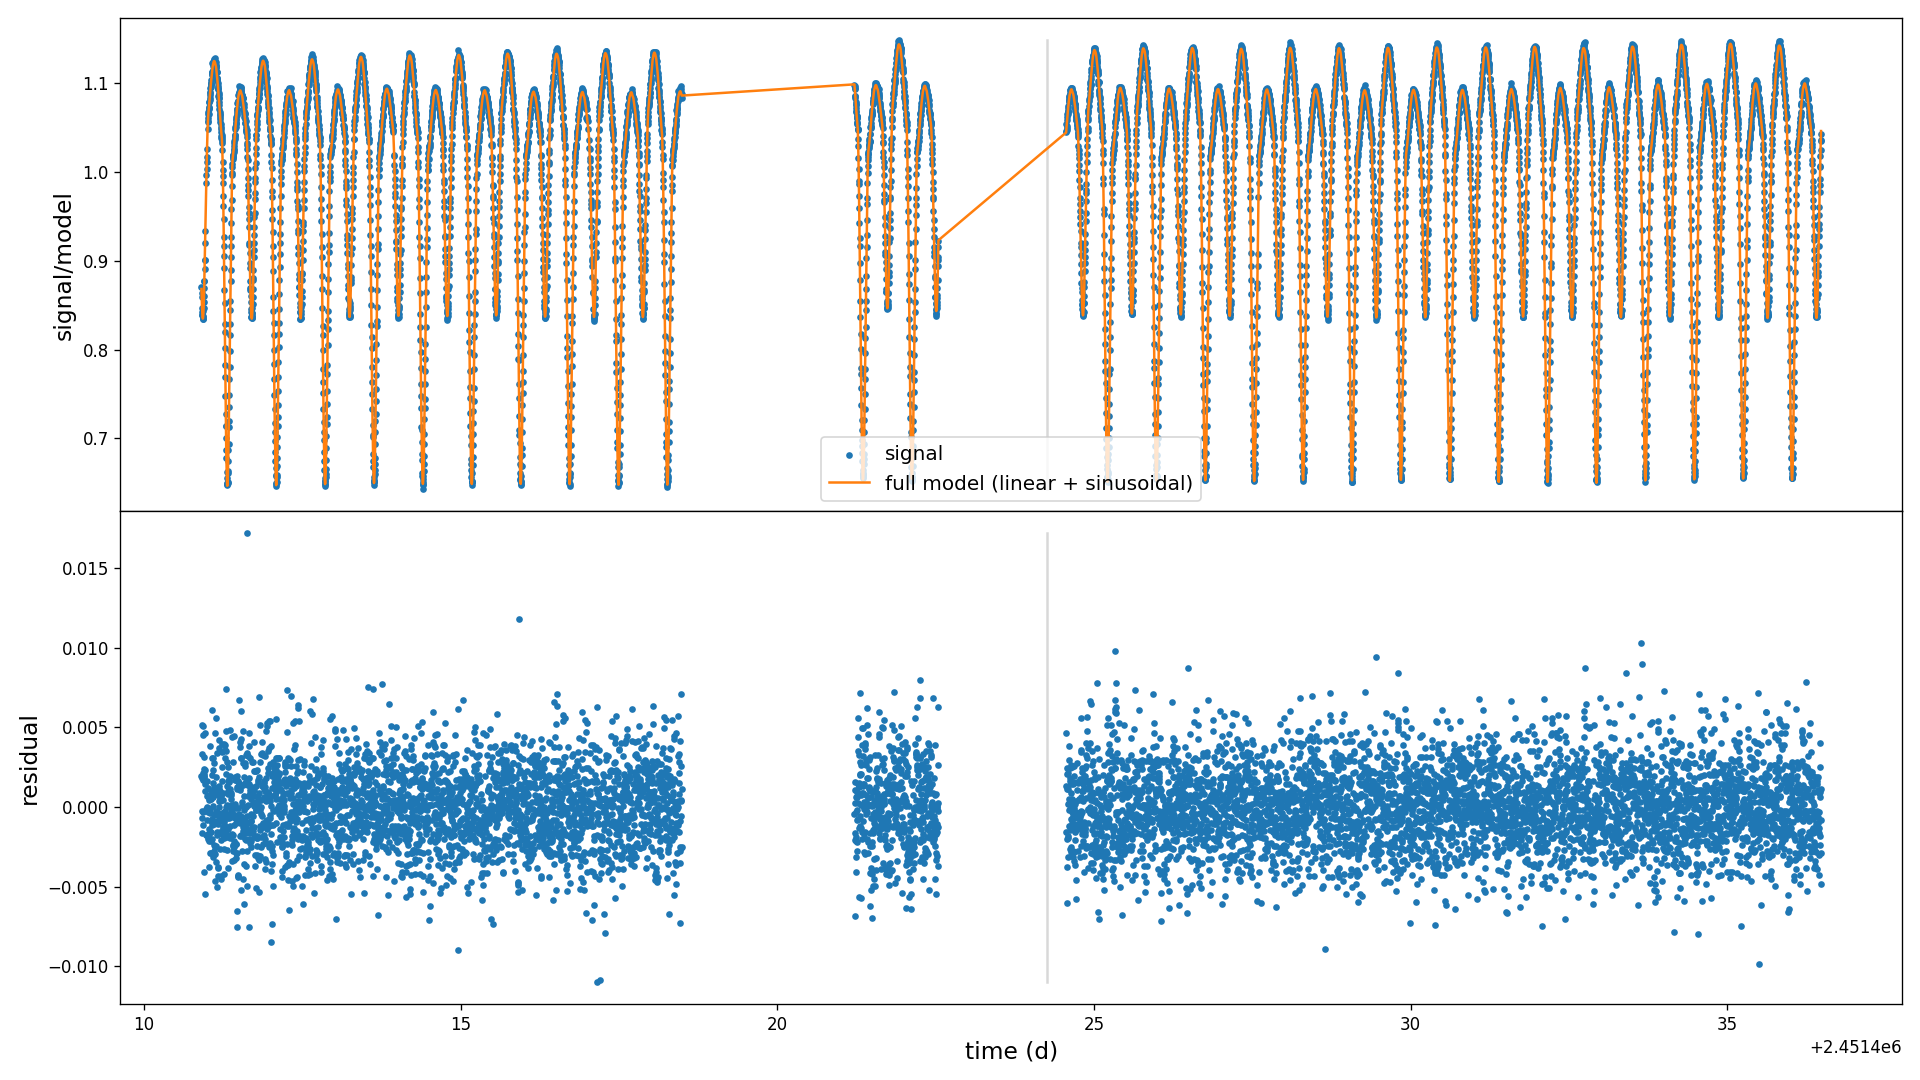 1.1
1.0
0.9
0.8
0.7
signal/model
signal
full model (linear + sinusoidal)
0.015
0.010
0.005
0.000
−0.005
−0.010
residual
10
15
20
25
30
35
time (d)
+2.4514e6